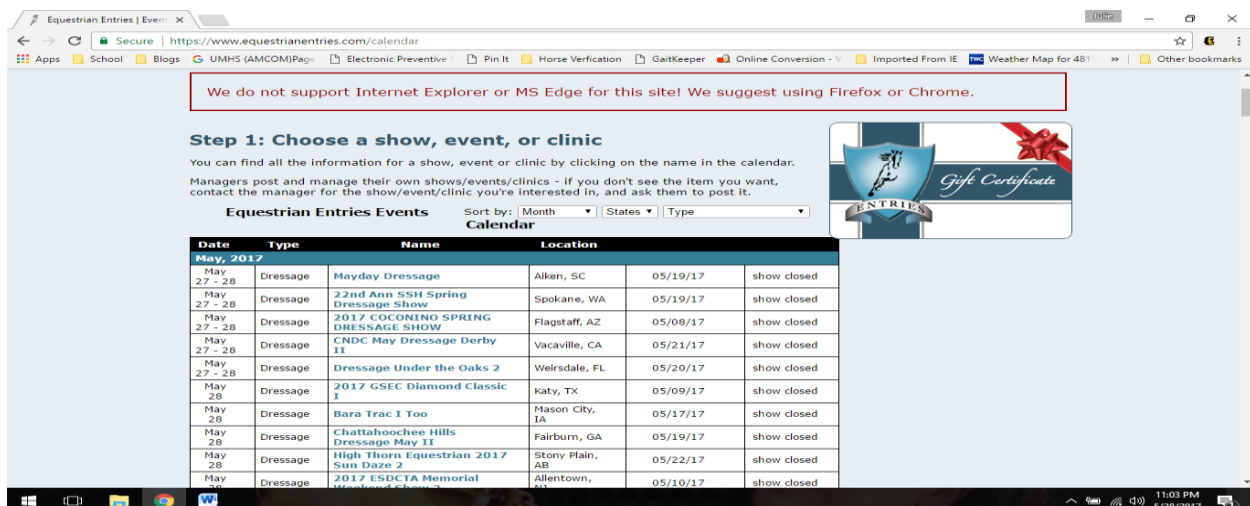 Equestrian Entries | Event
Julie
Secure | https://www.equestrianentries.com/calendar
Apps School Blogs UMHS (AMCOM)Page Electronic Preventive Pin It Horse Verfication GaitKeeper Online Conversion - Imported From IE Weather Map for 481 » Other bookmarks
We do not support Internet Explorer or MS Edge for this site! We suggest using Firefox or Chrome.
Step 1: Choose a show, event, or clinic
You can find all the information for a show, event or clinic by clicking on the name in the calendar.
Managers post and manage their own shows/events/clinics - if you don't see the item you want,
contact the manager for the show/event/clinic you're interested in, and ask them to post it.
Gift Certificate
ENTRIES
Equestrian Entries Events Sort by: Month States Type
Calendar
Date Type Name Location
May, 2017
May 27 - 28 Dressage Mayday Dressage Aiken, SC 05/19/17 show closed
May 27 - 28 Dressage 22nd Ann SSH Spring Dressage Show Spokane, WA 05/19/17 show closed
May 27 - 28 Dressage 2017 COCONINO SPRING DRESSAGE SHOW Flagstaff, AZ 05/08/17 show closed
May 27 - 28 Dressage CNDC May Dressage Derby II Vacaville, CA 05/21/17 show closed
May 27 - 28 Dressage Dressage Under the Oaks 2 Weirsdale, FL 05/20/17 show closed
May 28 Dressage 2017 GSEC Diamond Classic I Katy, TX 05/09/17 show closed
May 28 Dressage Bara Trac I Too Mason City, IA 05/17/17 show closed
May 28 Dressage Chattahoochee Hills Dressage May II Fairburn, GA 05/19/17 show closed
May 28 Dressage High Thorn Equestrian 2017 Sun Daze 2 Stony Plain, AB 05/22/17 show closed
May 28 Dressage 2017 ESDCTA Memorial Weekend Show 2 Allentown, NJ 05/10/17 show closed
11:03 PM
5/28/2017